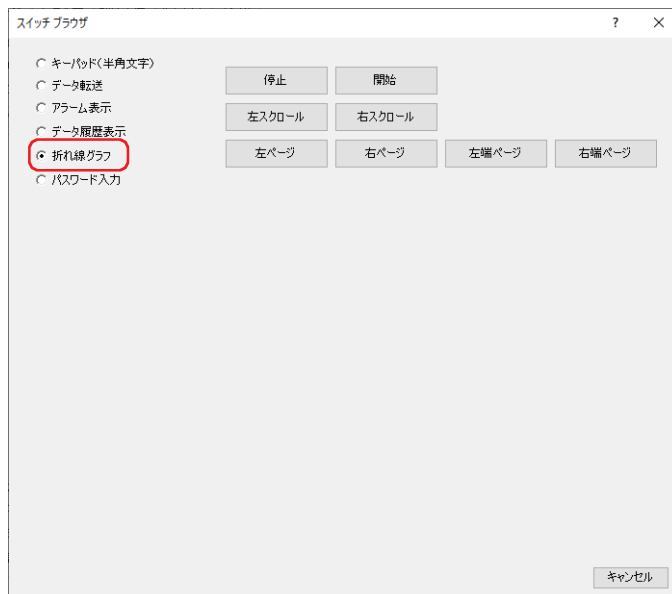 スイッチ ブラウザ
?
キーパッド(半角文字)
データ転送
アラーム表示
データ履歴表示
折れ線グラフ
パスワード入力
停止 開始
左スクロール 右スクロール
左ページ 右ページ 左端ページ 右端ページ
キャンセル